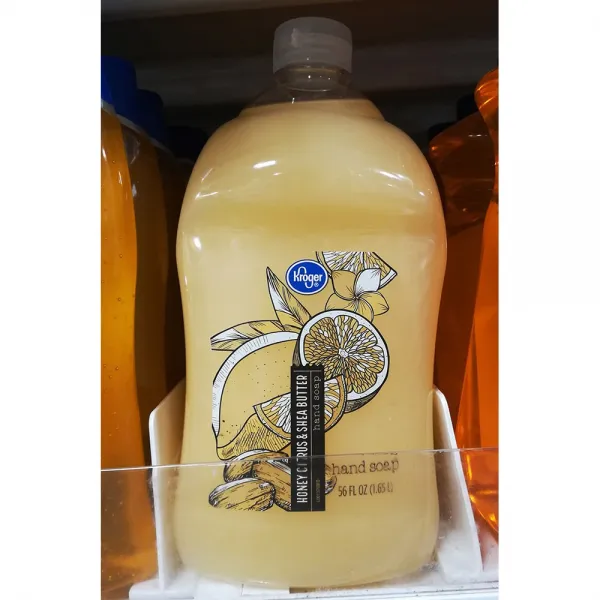 Kroger®
HONEY CITRUS & SHEA BUTTER
hand soap
hand soap
56 FL OZ (1.65 L)